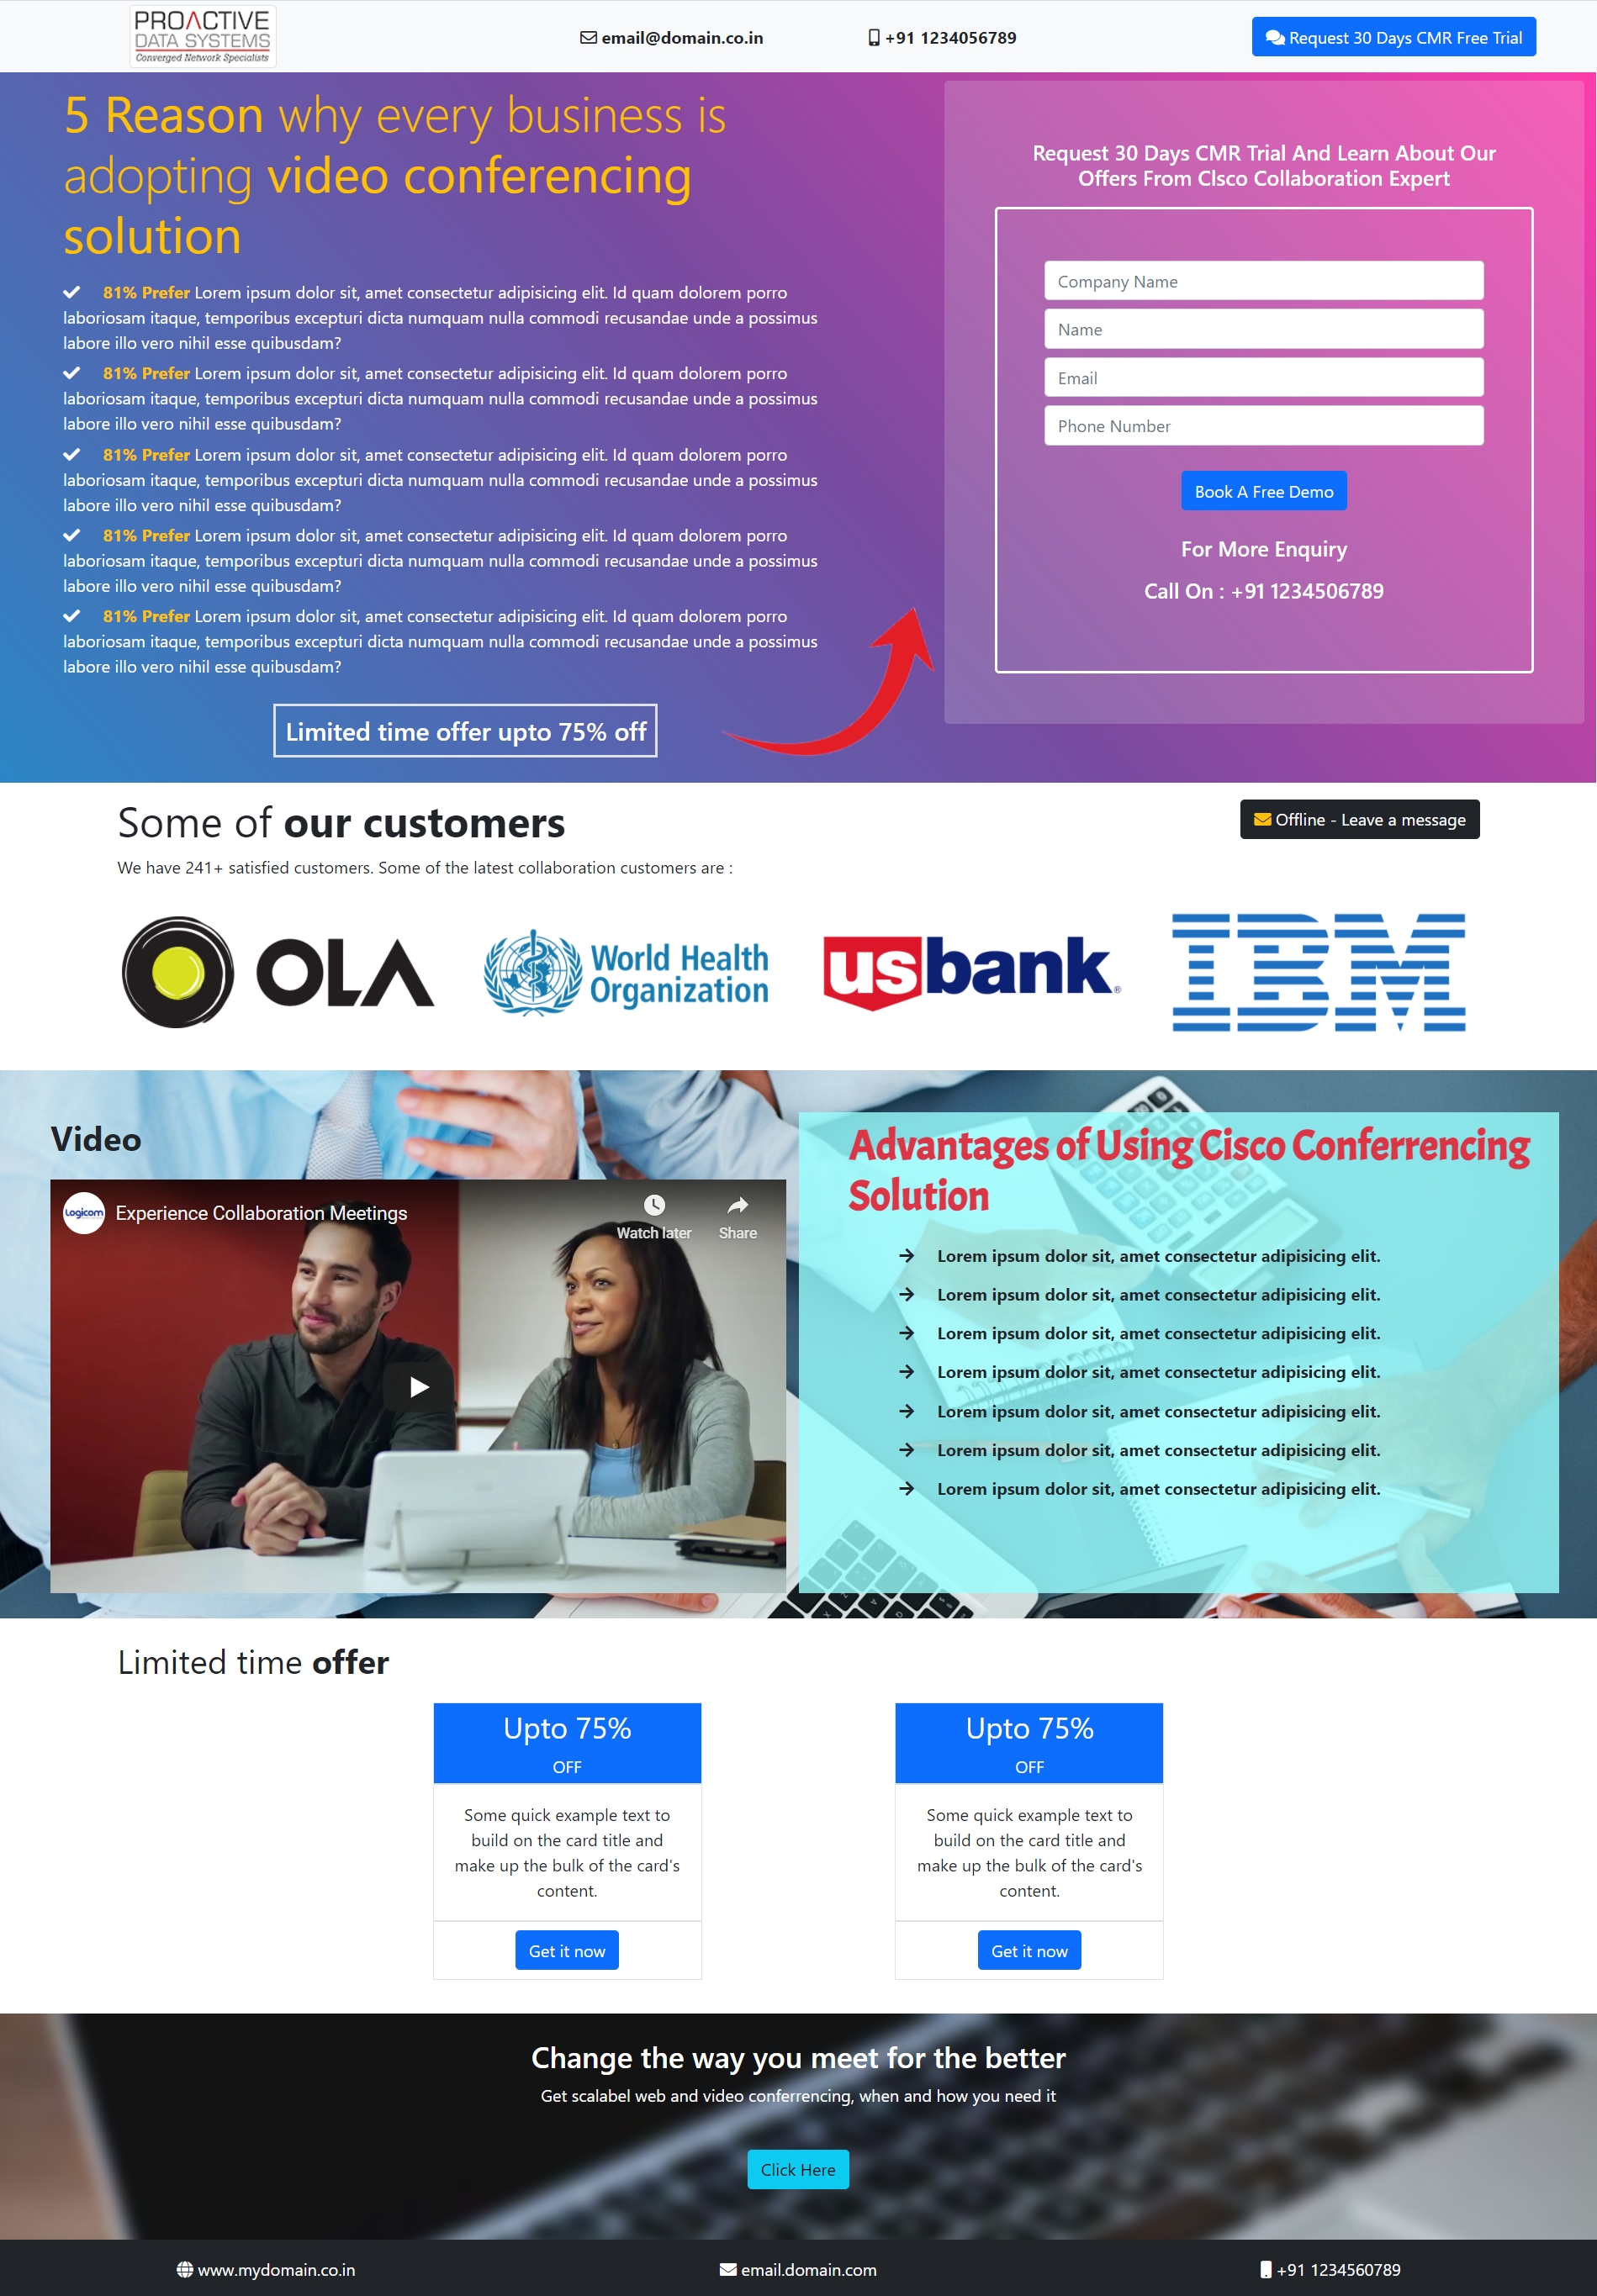 PROACTIVE
DATA SYSTEMS
Converged Network Specialists
email@domain.co.in
+91 1234056789
Request 30 Days CMR Free Trial
5 Reason why every business is
adopting video conferencing
solution
81% Prefer Lorem ipsum dolor sit, amet consectetur adipisicing elit. Id quam dolorem porro
laboriosam itaque, temporibus excepturi dicta numquam nulla commodi recusandae unde a possimus
labore illo vero nihil esse quibusdam?
81% Prefer Lorem ipsum dolor sit, amet consectetur adipisicing elit. Id quam dolorem porro
laboriosam itaque, temporibus excepturi dicta numquam nulla commodi recusandae unde a possimus
labore illo vero nihil esse quibusdam?
81% Prefer Lorem ipsum dolor sit, amet consectetur adipisicing elit. Id quam dolorem porro
laboriosam itaque, temporibus excepturi dicta numquam nulla commodi recusandae unde a possimus
labore illo vero nihil esse quibusdam?
81% Prefer Lorem ipsum dolor sit, amet consectetur adipisicing elit. Id quam dolorem porro
laboriosam itaque, temporibus excepturi dicta numquam nulla commodi recusandae unde a possimus
labore illo vero nihil esse quibusdam?
81% Prefer Lorem ipsum dolor sit, amet consectetur adipisicing elit. Id quam dolorem porro
laboriosam itaque, temporibus excepturi dicta numquam nulla commodi recusandae unde a possimus
labore illo vero nihil esse quibusdam?
Limited time offer upto 75% off
Request 30 Days CMR Trial And Learn About Our
Offers From CIsco Collaboration Expert
Company Name
Name
Email
Phone Number
Book A Free Demo
For More Enquiry
Call On : +91 1234506789
Some of our customers
Offline - Leave a message
We have 241+ satisfied customers. Some of the latest collaboration customers are :
OLA
World Health
Organization
usbank®
IBM
Video
Logicom
Experience Collaboration Meetings
Watch later
Share
Advantages of Using Cisco Conferrencing
Solution
Lorem ipsum dolor sit, amet consectetur adipisicing elit.
Lorem ipsum dolor sit, amet consectetur adipisicing elit.
Lorem ipsum dolor sit, amet consectetur adipisicing elit.
Lorem ipsum dolor sit, amet consectetur adipisicing elit.
Lorem ipsum dolor sit, amet consectetur adipisicing elit.
Lorem ipsum dolor sit, amet consectetur adipisicing elit.
Lorem ipsum dolor sit, amet consectetur adipisicing elit.
Limited time offer
Upto 75%
OFF
Some quick example text to
build on the card title and
make up the bulk of the card's
content.
Get it now
Upto 75%
OFF
Some quick example text to
build on the card title and
make up the bulk of the card's
content.
Get it now
Change the way you meet for the better
Get scalabel web and video conferrencing, when and how you need it
Click Here
www.mydomain.co.in
email.domain.com
+91 1234560789